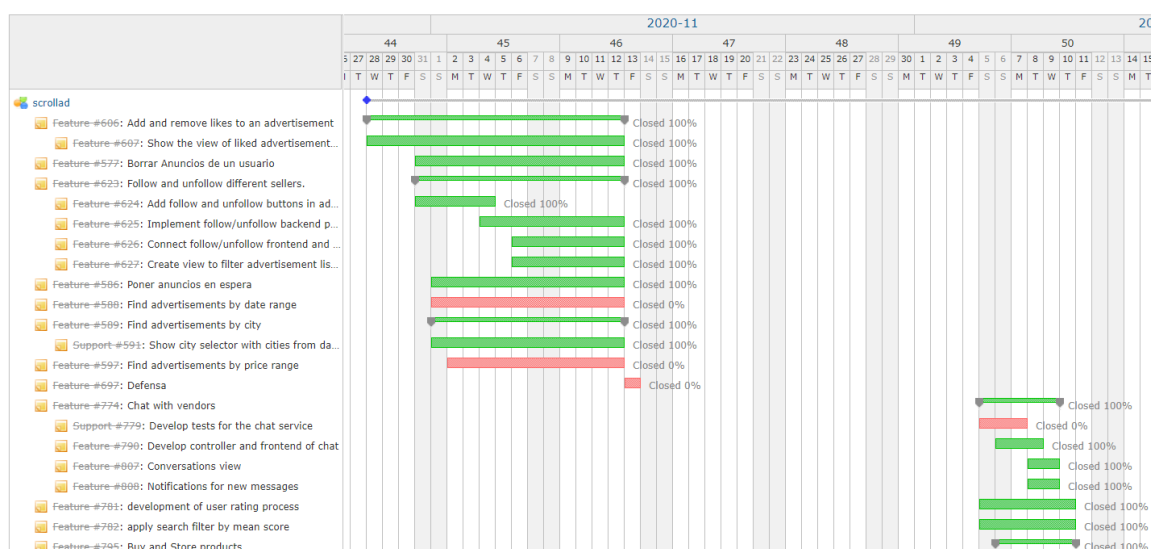 2020-11 20
44 45 46 47 48 49 50
27 28 29 30 31 1 2 3 4 5 6 7 8 9 10 11 12 13 14 15 16 17 18 19 20 21 22 23 24 25 26 27 28 29 30 1 2 3 4 5 6 7 8 9 10 11 12 13 14 15
T W T F S S M T W T F S S M T W T F S S M T W T F S S M T W T F S S M T W T F S S M T W T F S S M T
scrollad
Feature #606: Add and remove likes to an advertisement Closed 100%
Feature #607: Show the view of liked advertisement... Closed 100%
Feature #577: Borrar Anuncios de un usuario Closed 100%
Feature #623: Follow and unfollow different sellers. Closed 100%
Feature #624: Add follow and unfollow buttons in ad... Closed 100%
Feature #625: Implement follow/unfollow backend p... Closed 100%
Feature #626: Connect follow/unfollow frontend and ... Closed 100%
Feature #627: Create view to filter advertisement lis... Closed 100%
Feature #586: Poner anuncios en espera Closed 100%
Feature #588: Find advertisements by date range Closed 0%
Feature #589: Find advertisements by city Closed 100%
Support #591: Show city selector with cities from da... Closed 100%
Feature #597: Find advertisements by price range Closed 0%
Feature #697: Defensa Closed 0%
Feature #774: Chat with vendors Closed 100%
Support #779: Develop tests for the chat service Closed 0%
Feature #790: Develop controller and frontend of chat Closed 100%
Feature #807: Conversations view Closed 100%
Feature #808: Notifications for new messages Closed 100%
Feature #781: development of user rating process Closed 100%
Feature #782: apply search filter by mean score Closed 100%
Feature #795: Buy and Store products Closed 100%